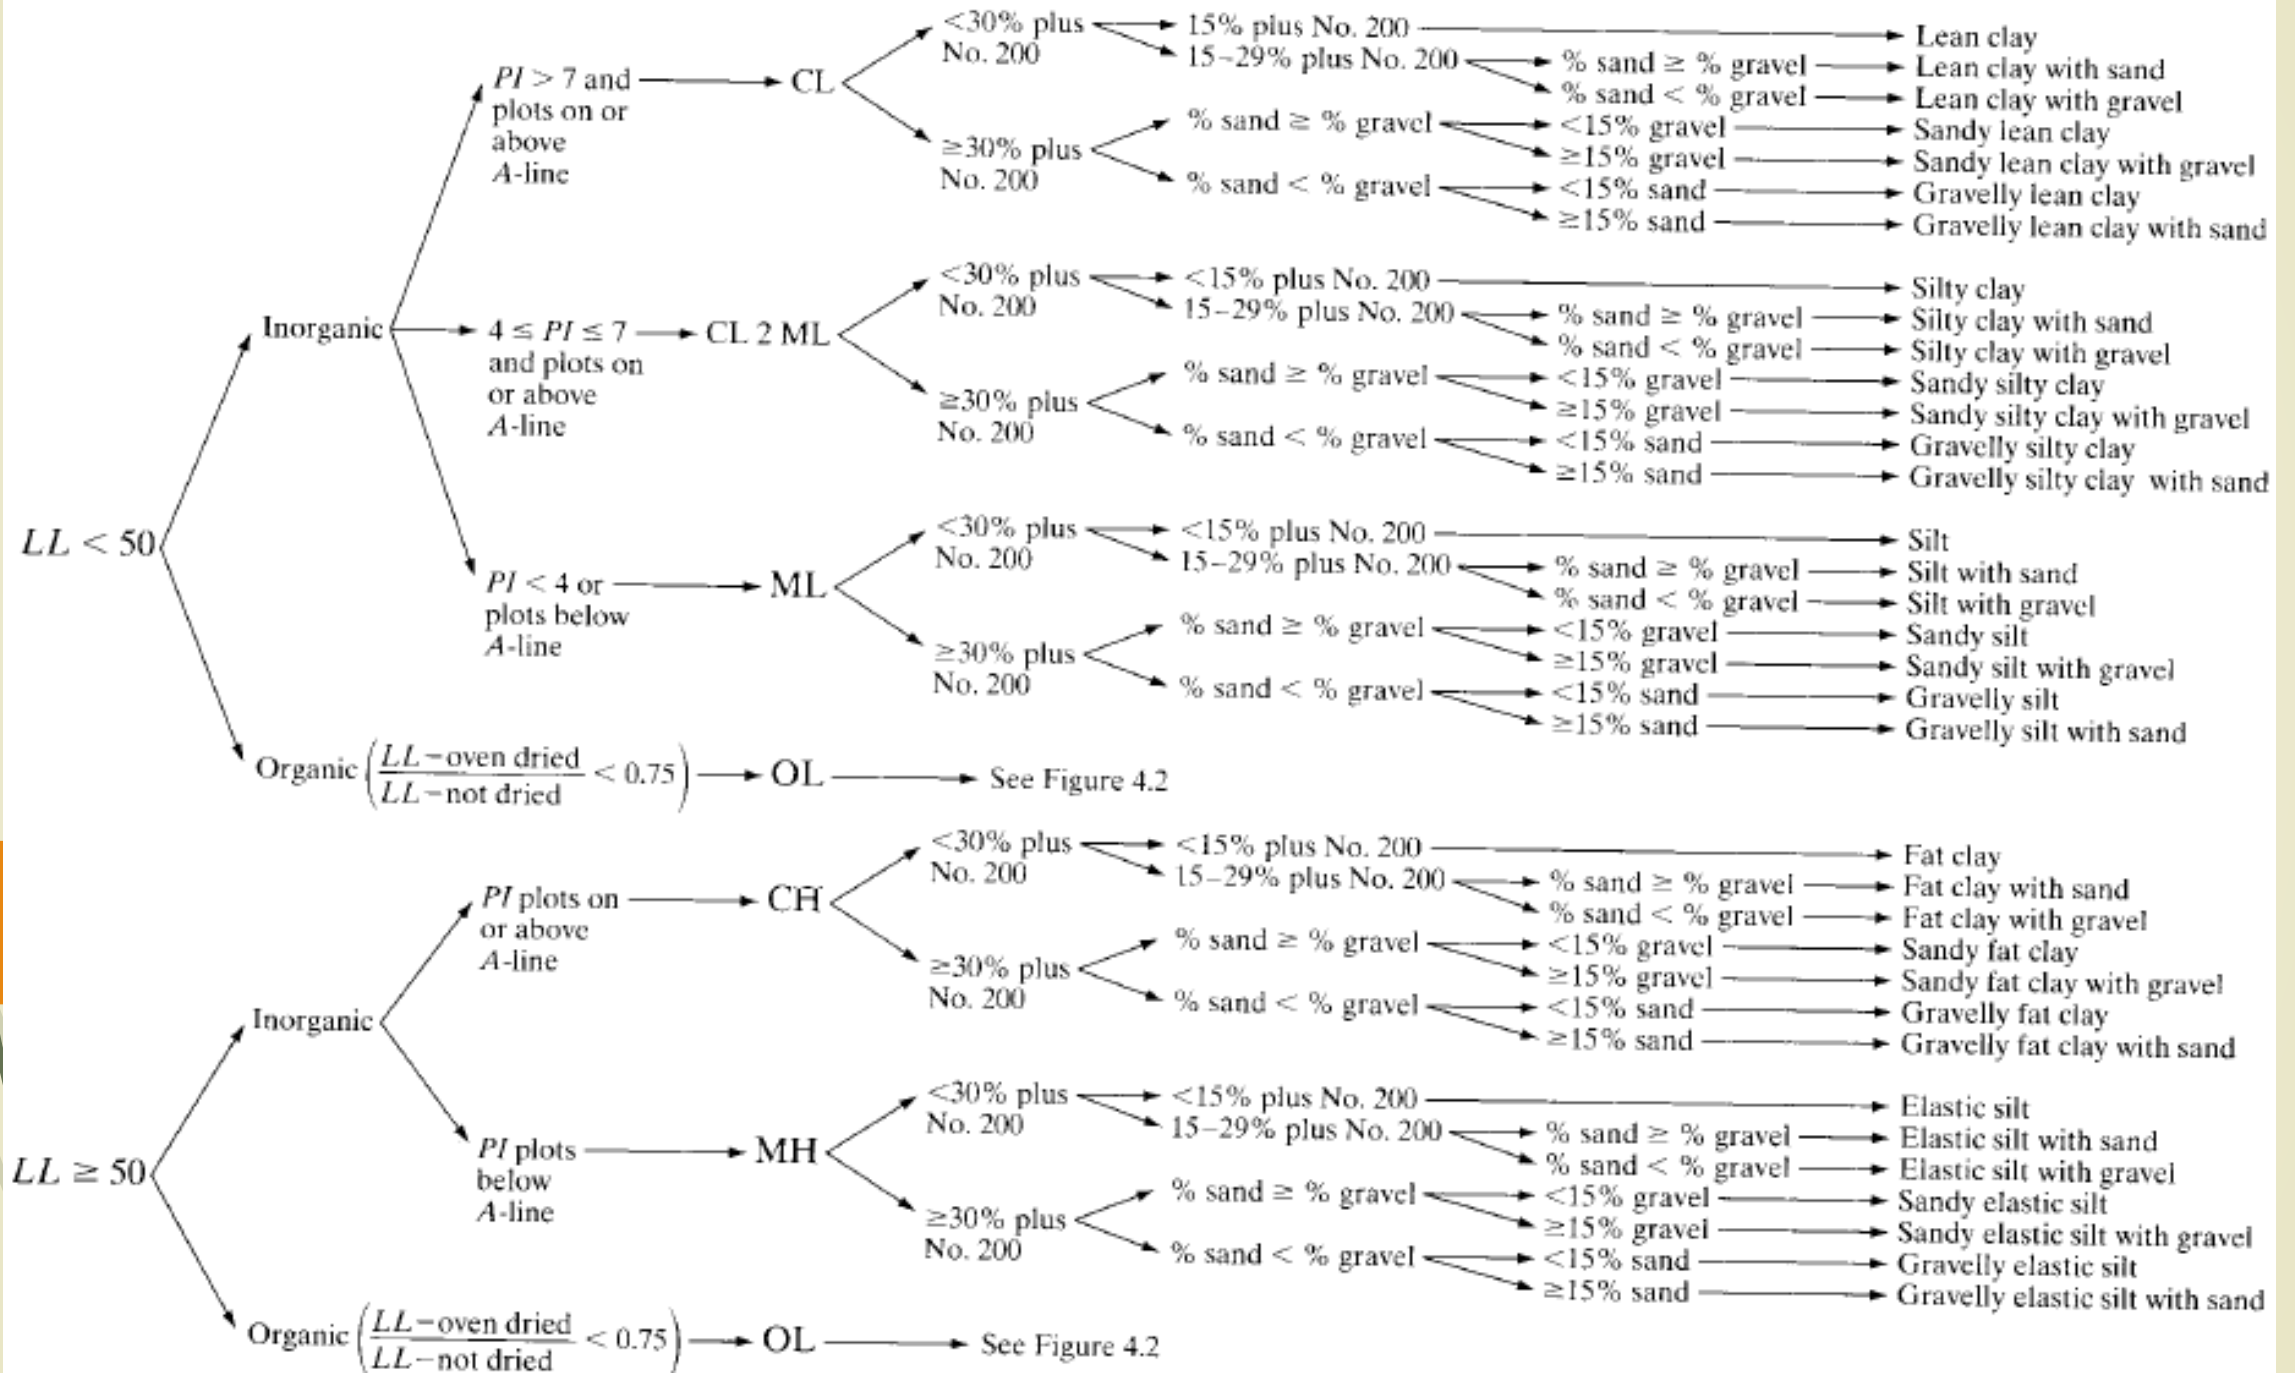 <30% plus
No. 200
15% plus No. 200
Lean clay
15–29% plus No. 200
% sand ≥ % gravel
Lean clay with sand
% sand < % gravel
Lean clay with gravel
PI > 7 and
plots on or
above
A-line
CL
≥30% plus
No. 200
% sand ≥ % gravel
<15% gravel
Sandy lean clay
≥15% gravel
Sandy lean clay with gravel
% sand < % gravel
<15% sand
Gravelly lean clay
≥15% sand
Gravelly lean clay with sand
LL < 50
Inorganic
4 ≤ PI ≤ 7
and plots on
or above
A-line
CL 2 ML
<30% plus
No. 200
<15% plus No. 200
Silty clay
15–29% plus No. 200
% sand ≥ % gravel
Silty clay with sand
% sand < % gravel
Silty clay with gravel
≥30% plus
No. 200
% sand ≥ % gravel
<15% gravel
Sandy silty clay
≥15% gravel
Sandy silty clay with gravel
% sand < % gravel
<15% sand
Gravelly silty clay
≥15% sand
Gravelly silty clay with sand
PI < 4 or
plots below
A-line
ML
<30% plus
No. 200
<15% plus No. 200
Silt
15–29% plus No. 200
% sand ≥ % gravel
Silt with sand
% sand < % gravel
Silt with gravel
≥30% plus
No. 200
% sand ≥ % gravel
<15% gravel
Sandy silt
≥15% gravel
Sandy silt with gravel
% sand < % gravel
<15% sand
Gravelly silt
≥15% sand
Gravelly silt with sand
Organic (LL–oven dried / LL–not dried < 0.75)
OL
See Figure 4.2
LL ≥ 50
Inorganic
PI plots on
or above
A-line
CH
<30% plus
No. 200
<15% plus No. 200
Fat clay
15–29% plus No. 200
% sand ≥ % gravel
Fat clay with sand
% sand < % gravel
Fat clay with gravel
≥30% plus
No. 200
% sand ≥ % gravel
<15% gravel
Sandy fat clay
≥15% gravel
Sandy fat clay with gravel
% sand < % gravel
<15% sand
Gravelly fat clay
≥15% sand
Gravelly fat clay with sand
PI plots
below
A-line
MH
<30% plus
No. 200
<15% plus No. 200
Elastic silt
15–29% plus No. 200
% sand ≥ % gravel
Elastic silt with sand
% sand < % gravel
Elastic silt with gravel
≥30% plus
No. 200
% sand ≥ % gravel
<15% gravel
Sandy elastic silt
≥15% gravel
Sandy elastic silt with gravel
% sand < % gravel
<15% sand
Gravelly elastic silt
≥15% sand
Gravelly elastic silt with sand
Organic (LL–oven dried / LL–not dried < 0.75)
OL
See Figure 4.2